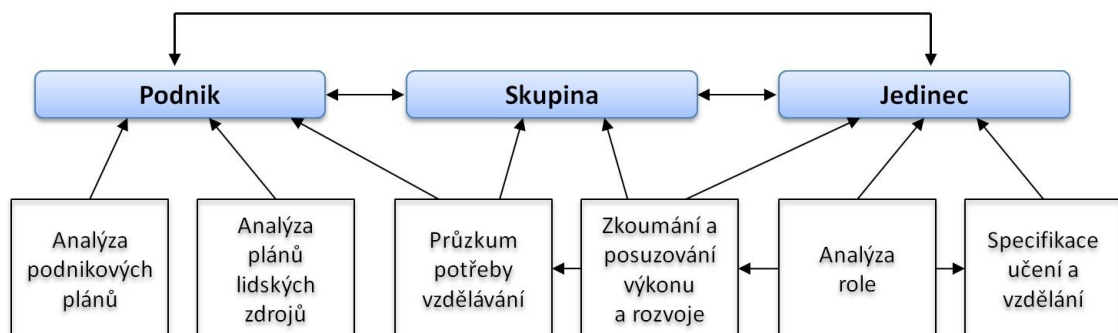 Podnik
Skupina
Jedinec
Analýza
podnikových
plánů
Analýza
plánů
lidských
zdrojů
Průzkum
potřeby
vzdělávání
Zkoumání a
posuzování
výkonu
a rozvoje
Analýza
role
Specifikace
učení a
vzdělání